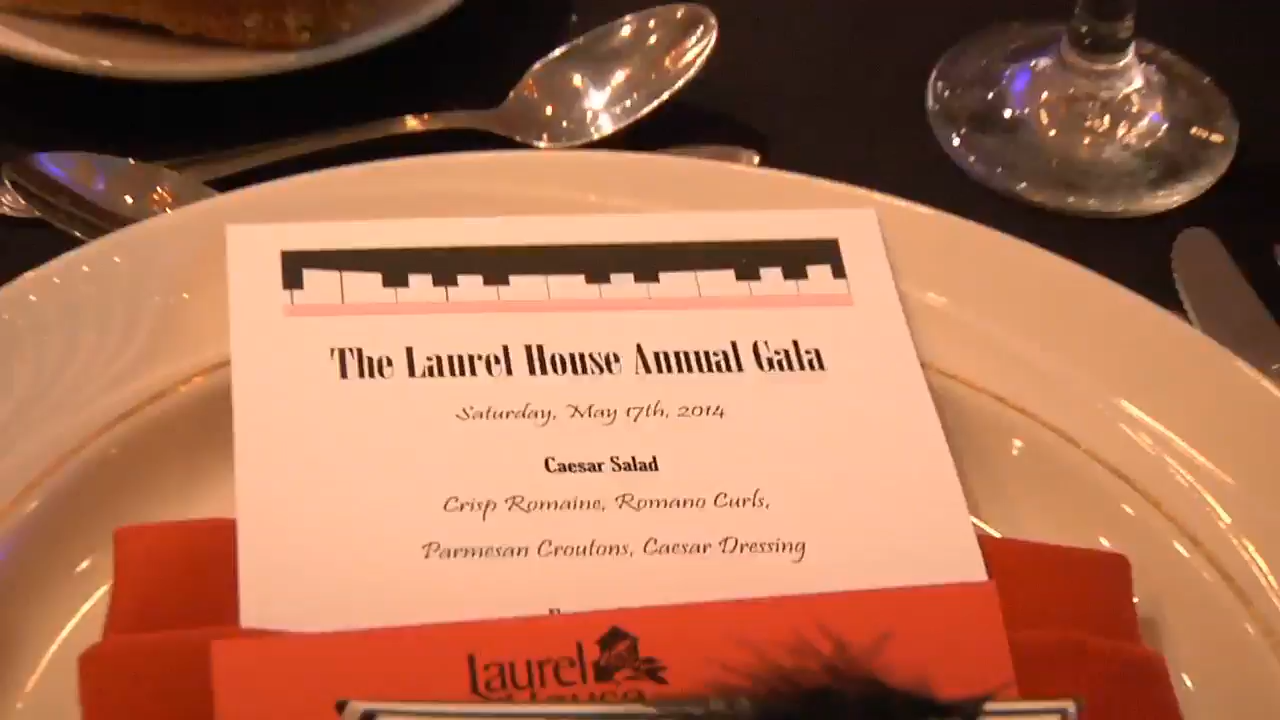 The Laurel House Annual Gala
Saturday, May 17th, 2014
Caesar Salad
Crisp Romaine, Romano Curls,
Parmesan Croutons, Caesar Dressing
Laurel
House